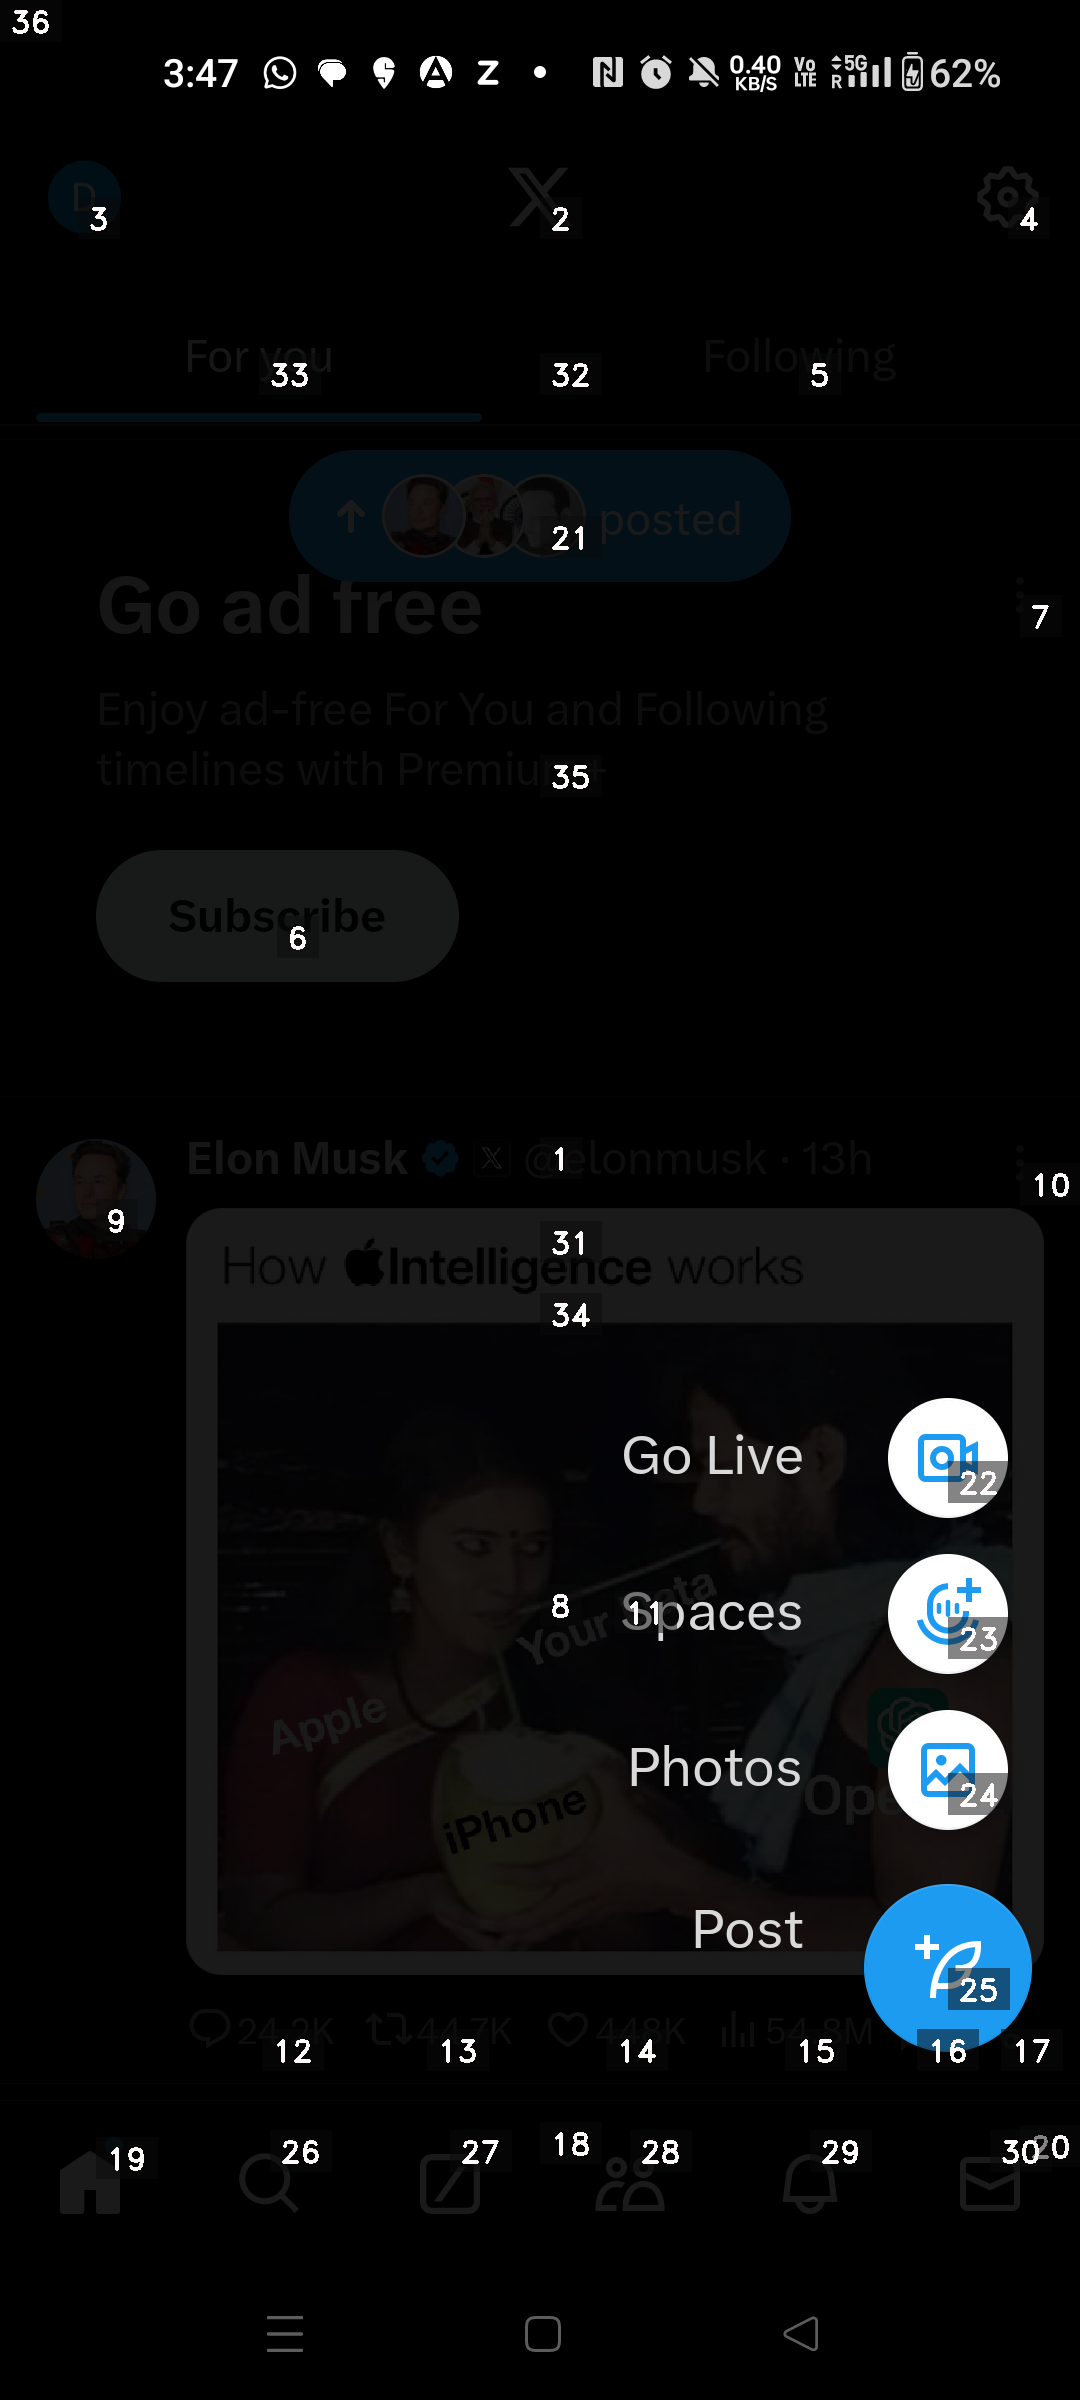 36
3:47 0.40 KB/S Vo LTE 5G R 62%
D
3 2 4
For you Following
33 32 5
posted
21
Go ad free
7
Enjoy ad-free For You and Following
timelines with Premium+
35
Subscribe
6
Elon Musk @elonmusk · 13h
1
10
9
How Intelligence works
31
34
Go Live
22
Spaces
8 11
23
Your Data
Apple
Photos
24
iPhone
Post
25
24.2K 44.7K 448K 54.8M
12 13 14 15 16 17
19 26 27 18 28 29 30 20